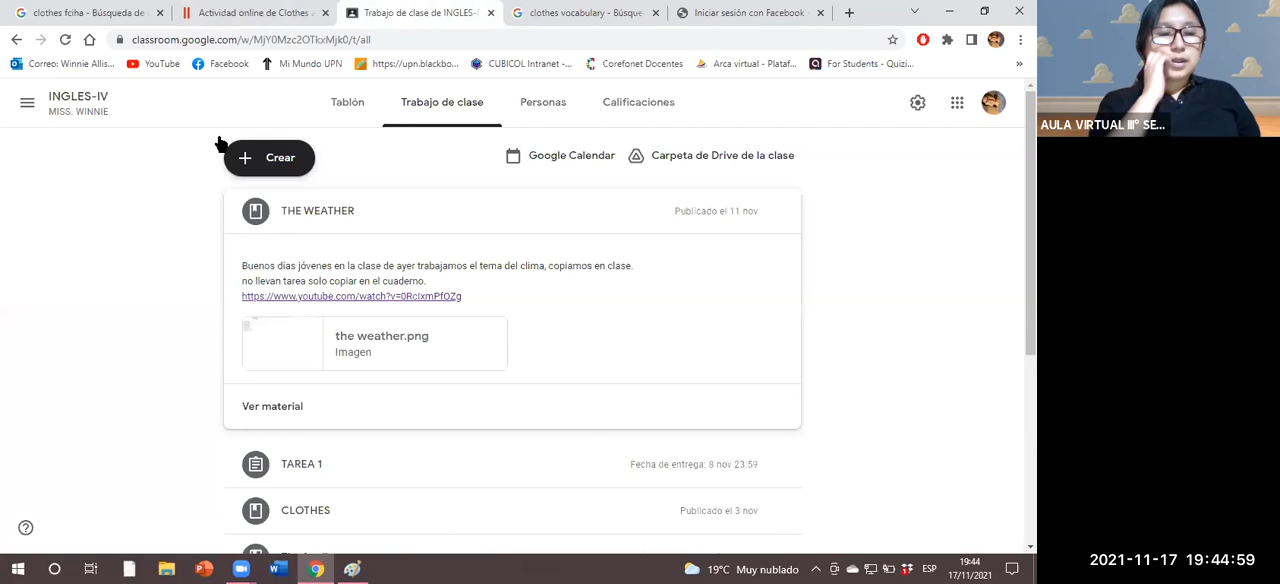 clothes fciha - Búsqueda de
Actividad online de Clothes
Trabajo de clase de INGLES-
clothes vocabulary - Búsque
Iniciar sesión con Facebook
classroom.google.com/w/MjY0Mzc2OTkxMjk0/t/all
Correo: Winnie Allis...
YouTube
Facebook
Mi Mundo UPN
https://upn.blackbo...
CUBICOL Intranet -...
Corefonet Docentes
Arca virtual - Plataf...
For Students - Quizi...
»
INGLES-IV
MISS. WINNIE
Tablón
Trabajo de clase
Personas
Calificaciones
AULA VIRTUAL III° SE...
+ Crear
Google Calendar
Carpeta de Drive de la clase
THE WEATHER
Publicado el 11 nov
Buenos días jóvenes en la clase de ayer trabajamos el tema del clima, copiamos en clase.
no llevan tarea solo copiar en el cuaderno.
https://www.youtube.com/watch?v=0RcIxmPfOZg
the weather.png
Imagen
Ver material
TAREA 1
Fecha de entrega: 8 nov 23:59
CLOTHES
Publicado el 3 nov
19°C Muy nublado
ESP
19:44
17/11/2021
2021-11-17 19:44:59